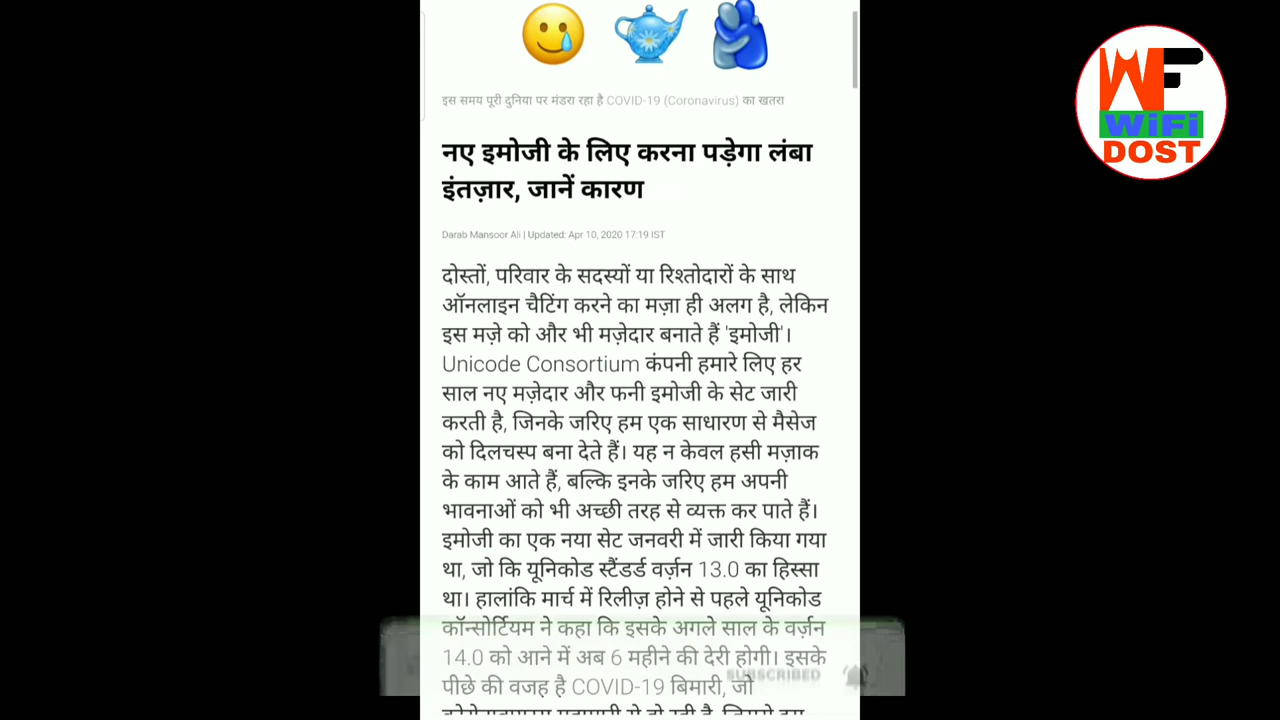 इस समय पूरी दुनिया पर मंडरा रहा है COVID-19 (Coronavirus) का खतरा
नए इमोजी के लिए करना पड़ेगा लंबा
इंतज़ार, जानें कारण
Darab Mansoor Ali | Updated: Apr 10, 2020 17:19 IST
दोस्तों, परिवार के सदस्यों या रिश्तोदारों के साथ
ऑनलाइन चैटिंग करने का मज़ा ही अलग है, लेकिन
इस मज़े को और भी मज़ेदार बनाते हैं 'इमोजी'।
Unicode Consortium कंपनी हमारे लिए हर
साल नए मज़ेदार और फनी इमोजी के सेट जारी
करती है, जिनके जरिए हम एक साधारण से मैसेज
को दिलचस्प बना देते हैं। यह न केवल हसी मज़ाक
के काम आते हैं, बल्कि इनके जरिए हम अपनी
भावनाओं को भी अच्छी तरह से व्यक्त कर पाते हैं।
इमोजी का एक नया सेट जनवरी में जारी किया गया
था, जो कि यूनिकोड स्टैंडर्ड वर्ज़न 13.0 का हिस्सा
था। हालांकि मार्च में रिलीज़ होने से पहले यूनिकोड
कॉन्सोर्टियम ने कहा कि इसके अगले साल के वर्ज़न
14.0 को आने में अब 6 महीने की देरी होगी। इसके
पीछे की वजह है COVID-19 बिमारी, जो
SUBSCRIBED
WF
WiFi
DOST